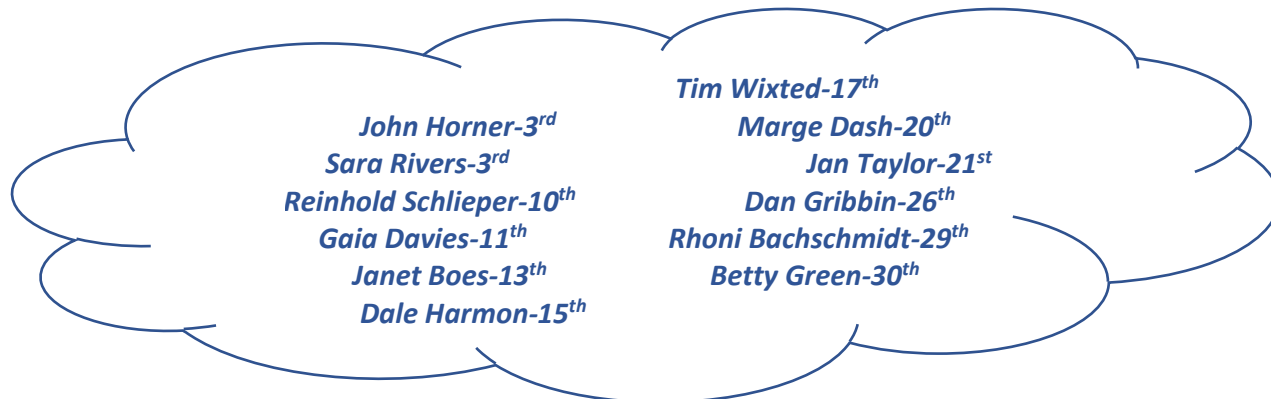 John Horner-3rd
Sara Rivers-3rd
Reinhold Schlieper-10th
Gaia Davies-11th
Janet Boes-13th
Dale Harmon-15th
Tim Wixted-17th
Marge Dash-20th
Jan Taylor-21st
Dan Gribbin-26th
Rhoni Bachschmidt-29th
Betty Green-30th